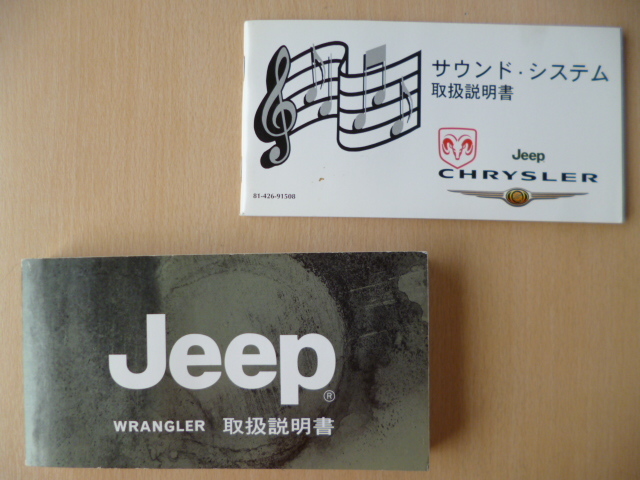 サウンド・システム
取扱説明書
Jeep
CHRYSLER
81-426-91508
Jeep®
WRANGLER 取扱説明書